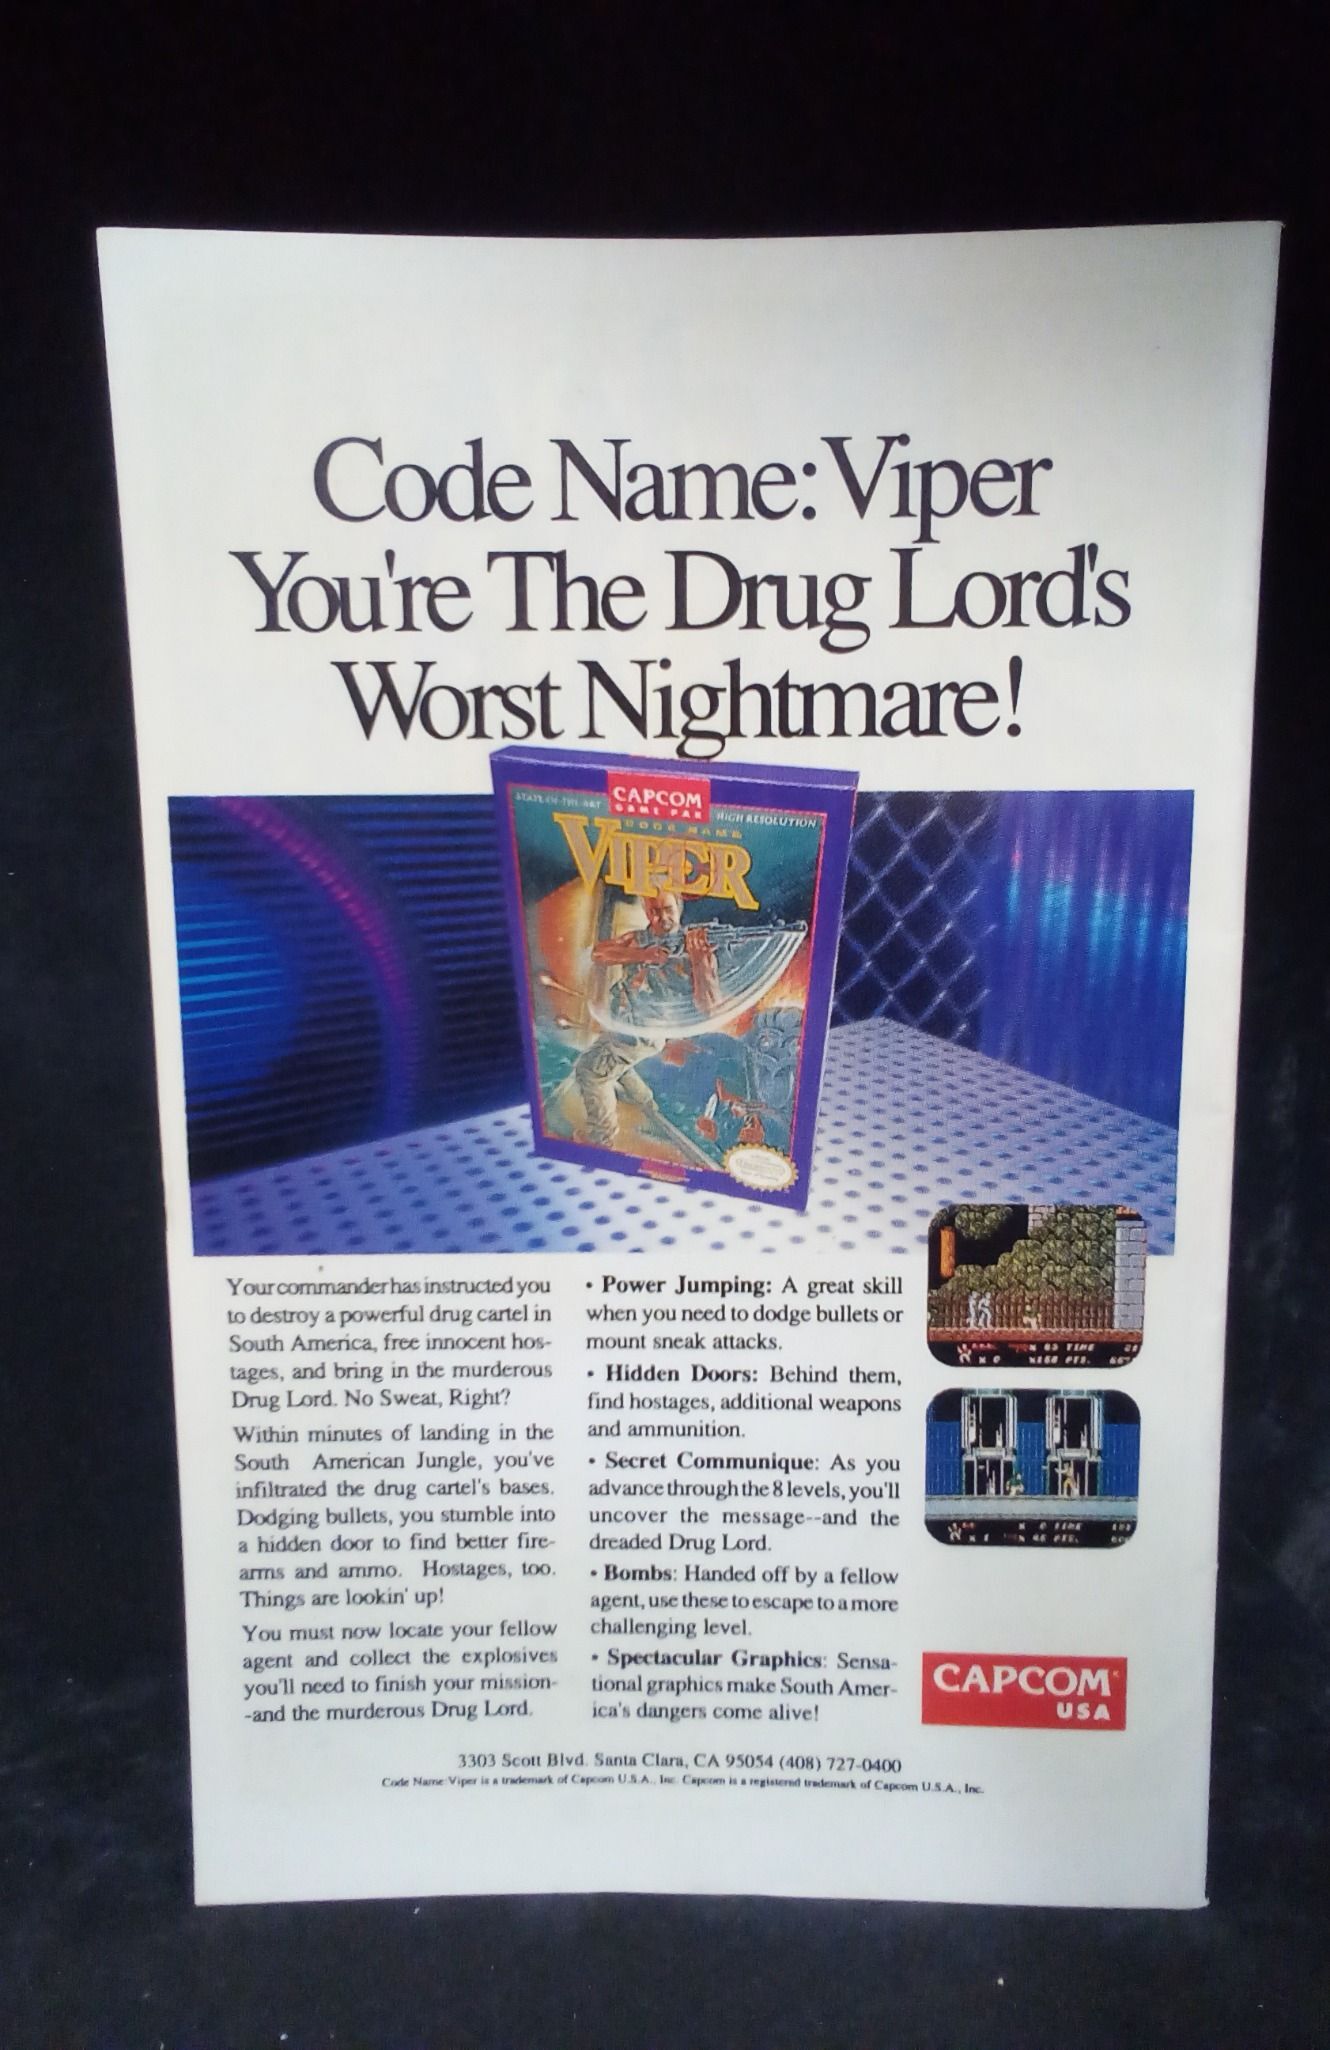 Code Name: Viper
You're The Drug Lord's
Worst Nightmare!
STATE-OF-THE-ART
CAPCOM
GAME PAK
HIGH RESOLUTION
CODE NAME
VIPER
Your commander has instructed you
to destroy a powerful drug cartel in
South America, free innocent hos-
tages, and bring in the murderous
Drug Lord. No Sweat, Right?
Within minutes of landing in the
South American Jungle, you've
infiltrated the drug cartel's bases.
Dodging bullets, you stumble into
a hidden door to find better fire-
arms and ammo. Hostages, too.
Things are lookin' up!
You must now locate your fellow
agent and collect the explosives
you'll need to finish your mission-
-and the murderous Drug Lord.
• Power Jumping: A great skill
when you need to dodge bullets or
mount sneak attacks.
• Hidden Doors: Behind them,
find hostages, additional weapons
and ammunition.
• Secret Communique: As you
advance through the 8 levels, you'll
uncover the message--and the
dreaded Drug Lord.
• Bombs: Handed off by a fellow
agent, use these to escape to a more
challenging level.
• Spectacular Graphics: Sensa-
tional graphics make South Amer-
ica's dangers come alive!
CAPCOM
USA
3303 Scott Blvd. Santa Clara, CA 95054 (408) 727-0400
Code Name: Viper is a trademark of Capcom U.S.A., Inc. Capcom is a registered trademark of Capcom U.S.A., Inc.